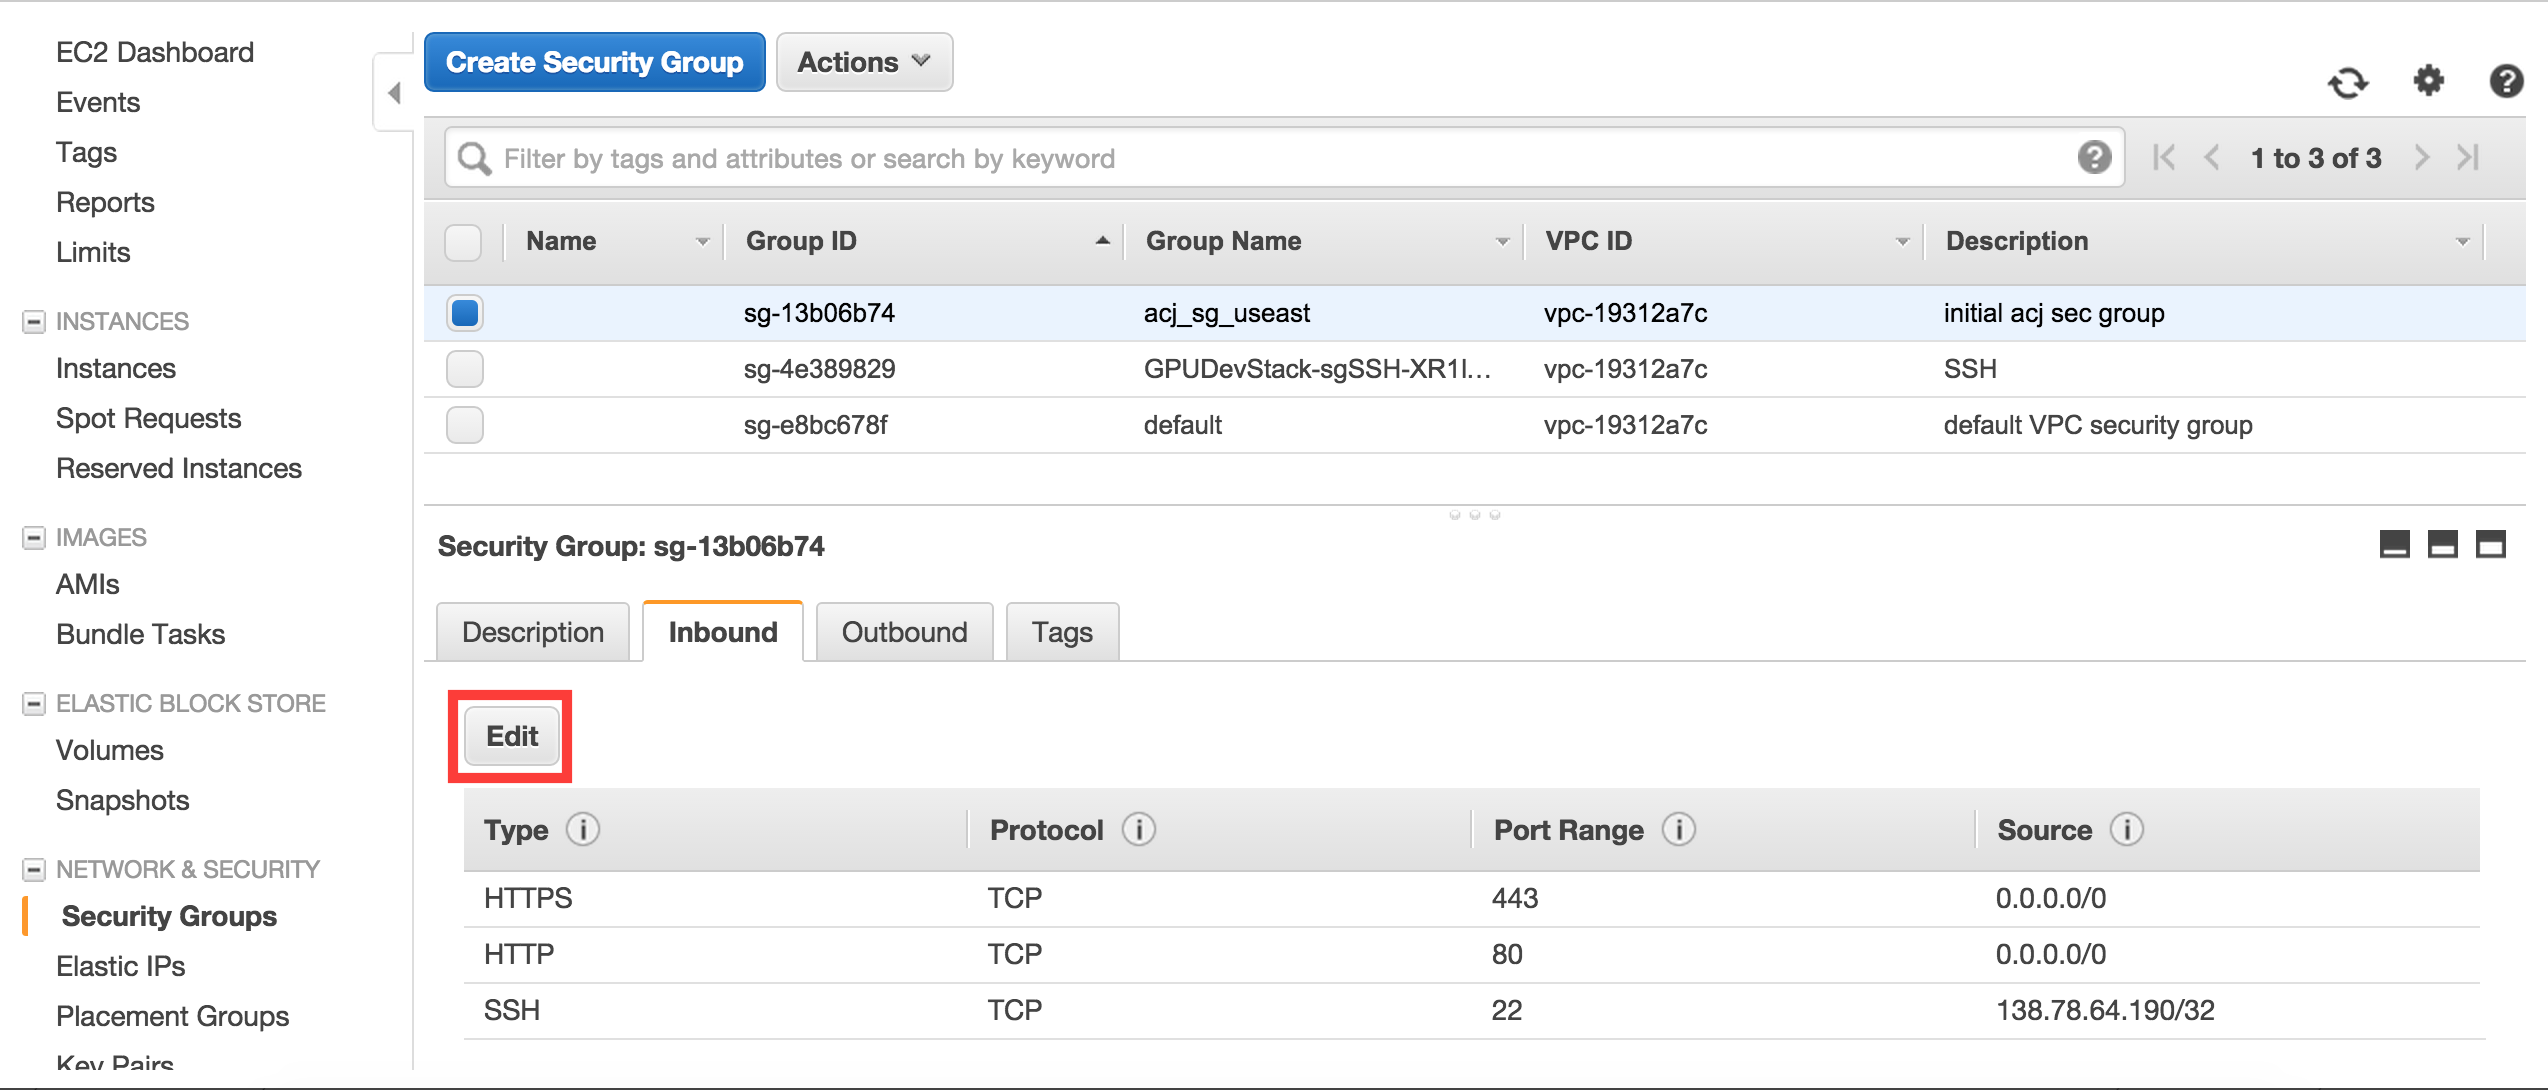 EC2 Dashboard
Events
Tags
Reports
Limits
INSTANCES
Instances
Spot Requests
Reserved Instances
IMAGES
AMIs
Bundle Tasks
ELASTIC BLOCK STORE
Volumes
Snapshots
NETWORK & SECURITY
Security Groups
Elastic IPs
Placement Groups
Key Pairs
Create Security Group Actions
Filter by tags and attributes or search by keyword 1 to 3 of 3
Name Group ID Group Name VPC ID Description
sg-13b06b74 acj_sg_useast vpc-19312a7c initial acj sec group
sg-4e389829 GPUDevStack-sgSSH-XR1I... vpc-19312a7c SSH
sg-e8bc678f default vpc-19312a7c default VPC security group
Security Group: sg-13b06b74
Description Inbound Outbound Tags
Edit
Type Protocol Port Range Source
HTTPS TCP 443 0.0.0.0/0
HTTP TCP 80 0.0.0.0/0
SSH TCP 22 138.78.64.190/32